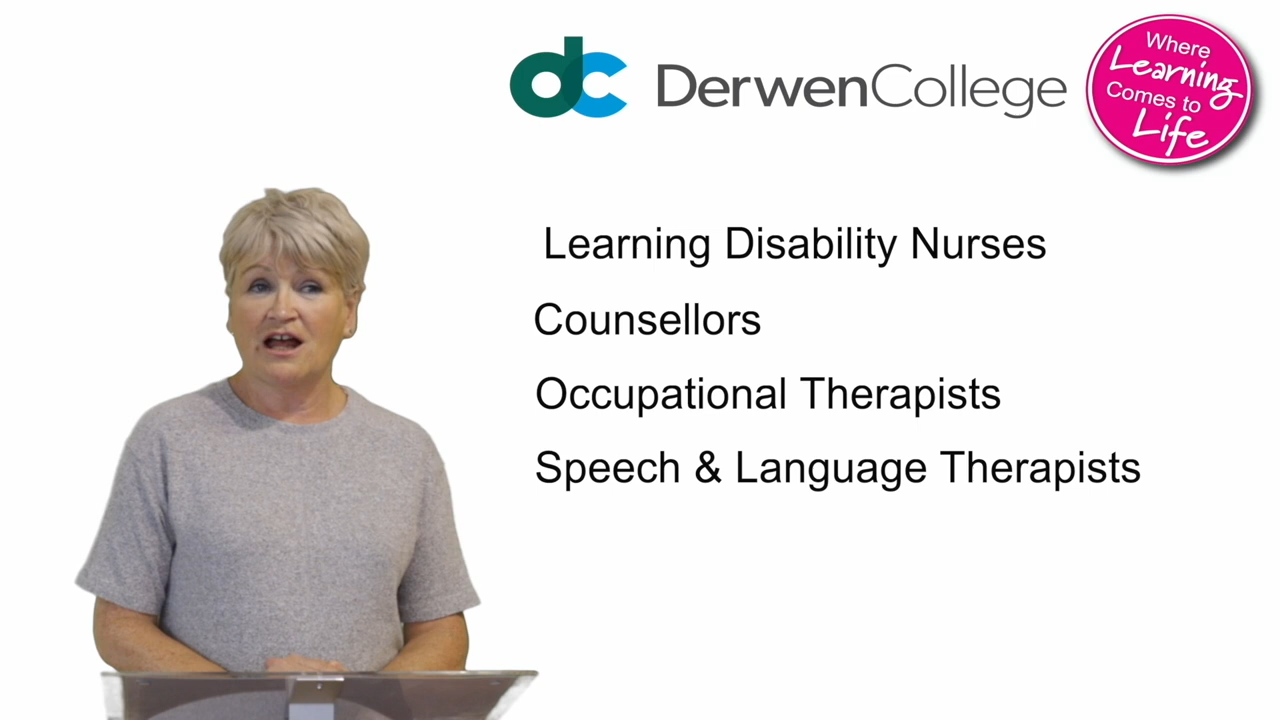 dc DerwenCollege
Where
Learning
Comes to
Life
Learning Disability Nurses
Counsellors
Occupational Therapists
Speech & Language Therapists